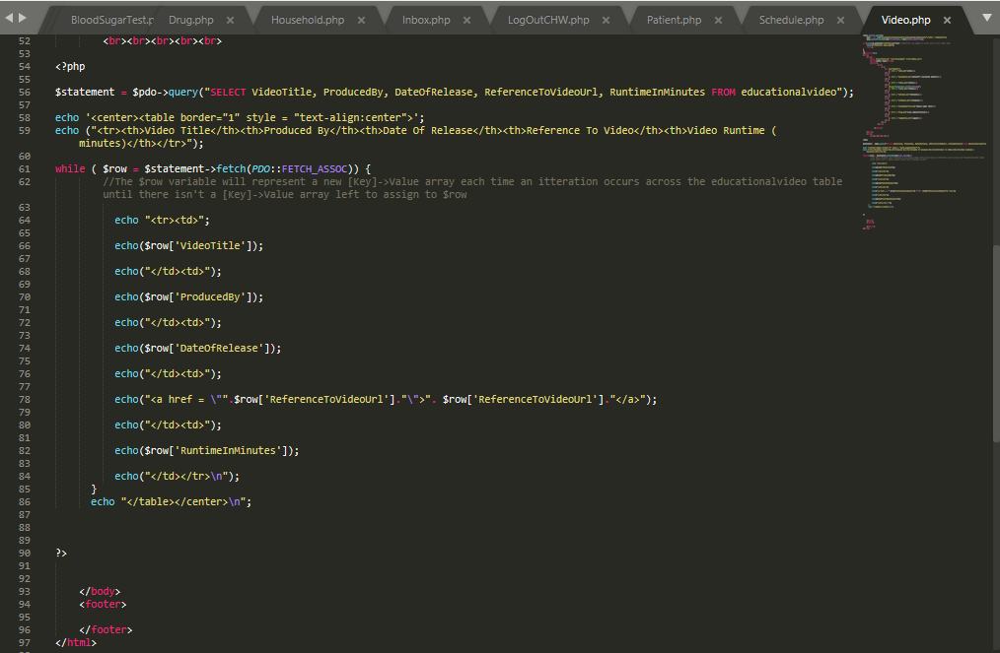 BloodSugarTest.p Drug.php Household.php Inbox.php LogOutCHW.php Patient.php Schedule.php Video.php
52 <br><br><br><br><br>
53
54 <?php
55
56 $statement = $pdo->query("SELECT VideoTitle, ProducedBy, DateOfRelease, ReferenceToVideoUrl, RuntimeInMinutes FROM educationalvideo");
57
58 echo '<center><table border="1" style = "text-align:center">';
59 echo ("<tr><th>Video Title</th><th>Produced By</th><th>Date Of Release</th><th>Reference To Video</th><th>Video Runtime (
minutes)</th></tr>");
60
61 while ( $row = $statement->fetch(PDO::FETCH_ASSOC)) {
62 //The $row variable will represent a new [Key]->Value array each time an itteration occurs across the educationalvideo table
until there isn't a [Key]->Value array left to assign to $row
63
64 echo "<tr><td>";
65
66 echo($row['VideoTitle']);
67
68 echo("</td><td>");
69
70 echo($row['ProducedBy']);
71
72 echo("</td><td>");
73
74 echo($row['DateOfRelease']);
75
76 echo("</td><td>");
77
78 echo("<a href = \"".$row['ReferenceToVideoUrl']."\">". $row['ReferenceToVideoUrl']."</a>");
79
80 echo("</td><td>");
81
82 echo($row['RuntimeInMinutes']);
83
84 echo("</td></tr>\n");
85 }
86 echo "</table></center>\n";
87
88
89
90 ?>
91
92
93 </body>
94 <footer>
95
96 </footer>
97 </html>